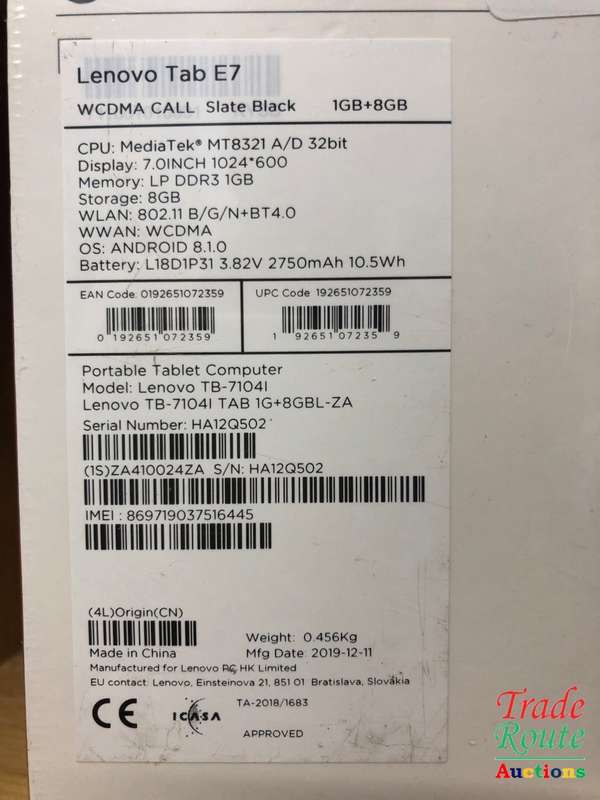 Lenovo Tab E7
WCDMA CALL Slate Black 1GB+8GB
CPU: MediaTek® MT8321 A/D 32bit
Display: 7.0INCH 1024*600
Memory: LP DDR3 1GB
Storage: 8GB
WLAN: 802.11 B/G/N+BT4.0
WWAN: WCDMA
OS: ANDROID 8.1.0
Battery: L18D1P31 3.82V 2750mAh 10.5Wh
EAN Code: 0192651072359 UPC Code 192651072359
0 192651 072359 1 92651 07235 9
Portable Tablet Computer
Model: Lenovo TB-7104I
Lenovo TB-7104I TAB 1G+8GBL-ZA
Serial Number: HA12Q502
(1S)ZA410024ZA S/N: HA12Q502
IMEI : 869719037516445
(4L)Origin(CN)
Made in China
Weight: 0.456Kg
Mfg Date: 2019-12-11
Manufactured for Lenovo PC HK Limited
EU contact: Lenovo, Einsteinova 21, 851 01 Bratislava, Slovakia
CE ICASA TA-2018/1683
APPROVED
Trade
Route
Auctions